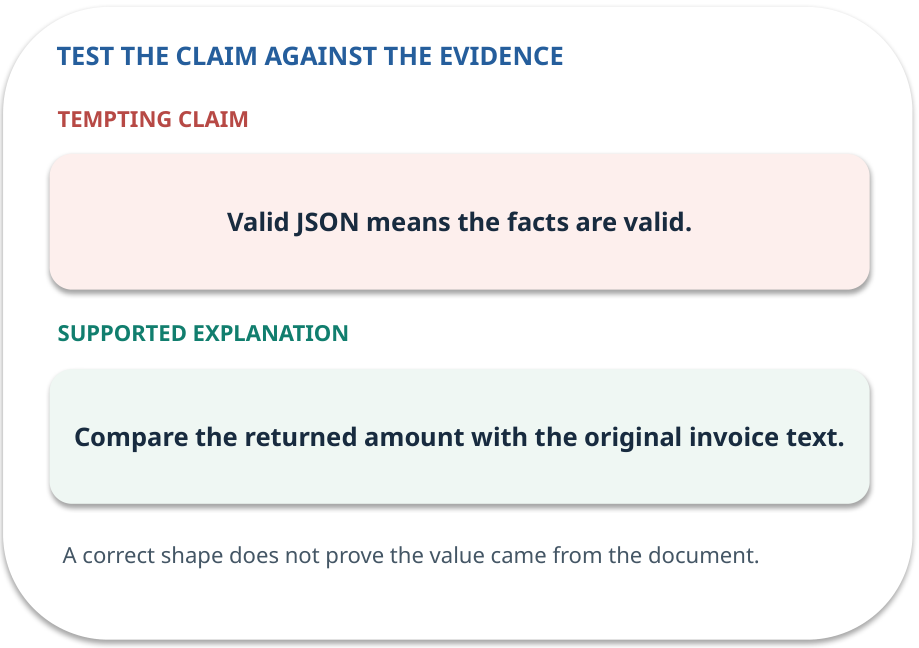 TEST THE CLAIM AGAINST THE EVIDENCE
TEMPTING CLAIM
Valid JSON means the facts are valid.
SUPPORTED EXPLANATION
Compare the returned amount with the original invoice text.
A correct shape does not prove the value came from the document.